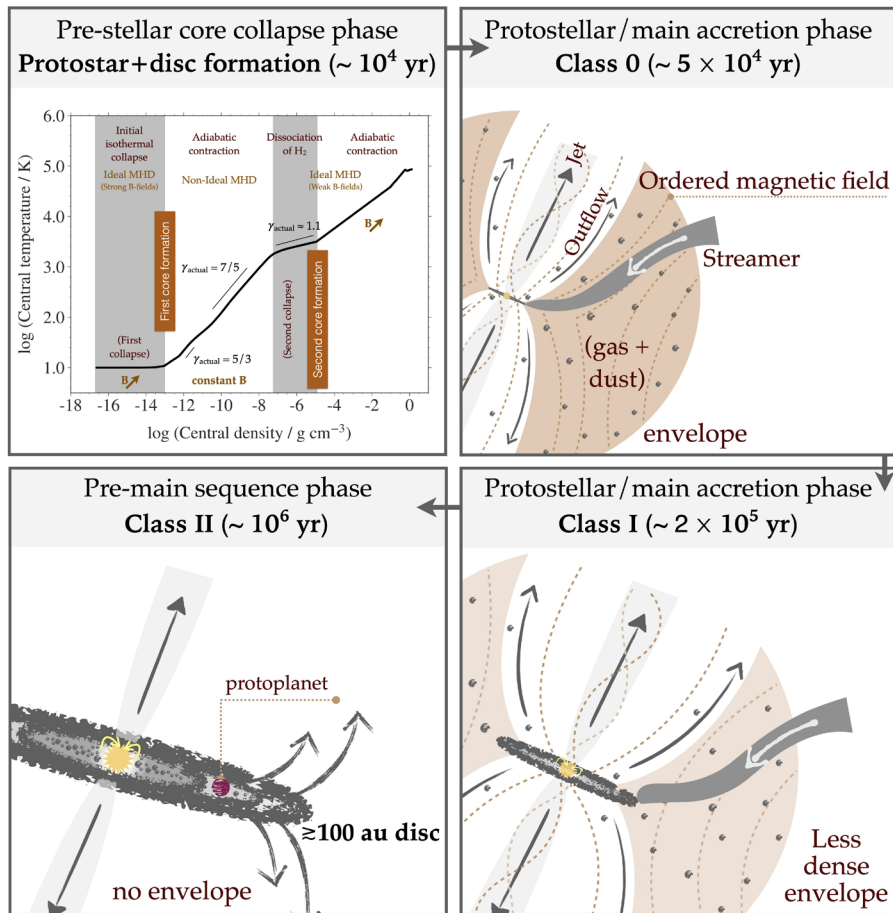 Pre-stellar core collapse phase
Protostar+disc formation (~ 10⁴ yr)
6.0
5.0
4.0
3.0
2.0
1.0
log (Central temperature / K)
Initial
isothermal
collapse
Ideal MHD
(Strong B-fields)
Adiabatic
contraction
Non-Ideal MHD
Dissociation
of H₂
Adiabatic
contraction
Ideal MHD
(Weak B-fields)
First core formation
γactual = 7/5
γactual ≈ 1.1
B
(Second collapse)
Second core formation
(First
collapse)
γactual = 5/3
B
constant B
-18 -16 -14 -12 -10 -8 -6 -4 -2 0
log (Central density / g cm⁻³)
Protostellar/main accretion phase
Class 0 (~ 5 × 10⁴ yr)
Jet
Outflow
Ordered magnetic field
Streamer
(gas +
dust)
envelope
Pre-main sequence phase
Class II (~ 10⁶ yr)
protoplanet
≳100 au disc
no envelope
Protostellar/main accretion phase
Class I (~ 2 × 10⁵ yr)
Less
dense
envelope